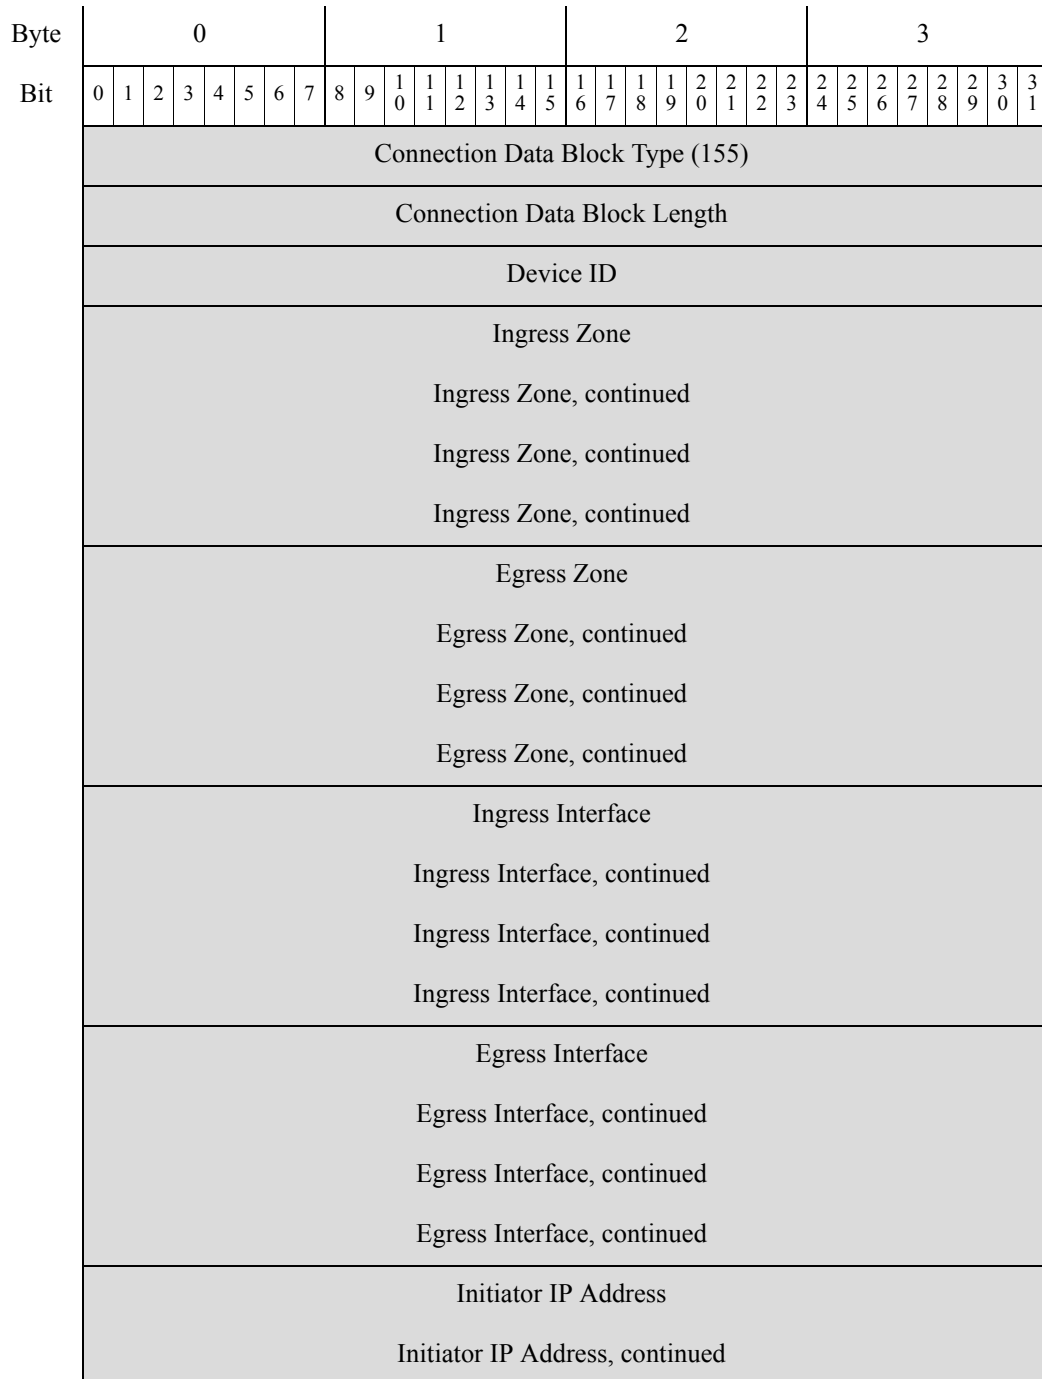 Byte 0 1 2 3
Bit 0 1 2 3 4 5 6 7 8 9 10 11 12 13 14 15 16 17 18 19 20 21 22 23 24 25 26 27 28 29 30 31
Connection Data Block Type (155)
Connection Data Block Length
Device ID
Ingress Zone
Ingress Zone, continued
Ingress Zone, continued
Ingress Zone, continued
Egress Zone
Egress Zone, continued
Egress Zone, continued
Egress Zone, continued
Ingress Interface
Ingress Interface, continued
Ingress Interface, continued
Ingress Interface, continued
Egress Interface
Egress Interface, continued
Egress Interface, continued
Egress Interface, continued
Initiator IP Address
Initiator IP Address, continued